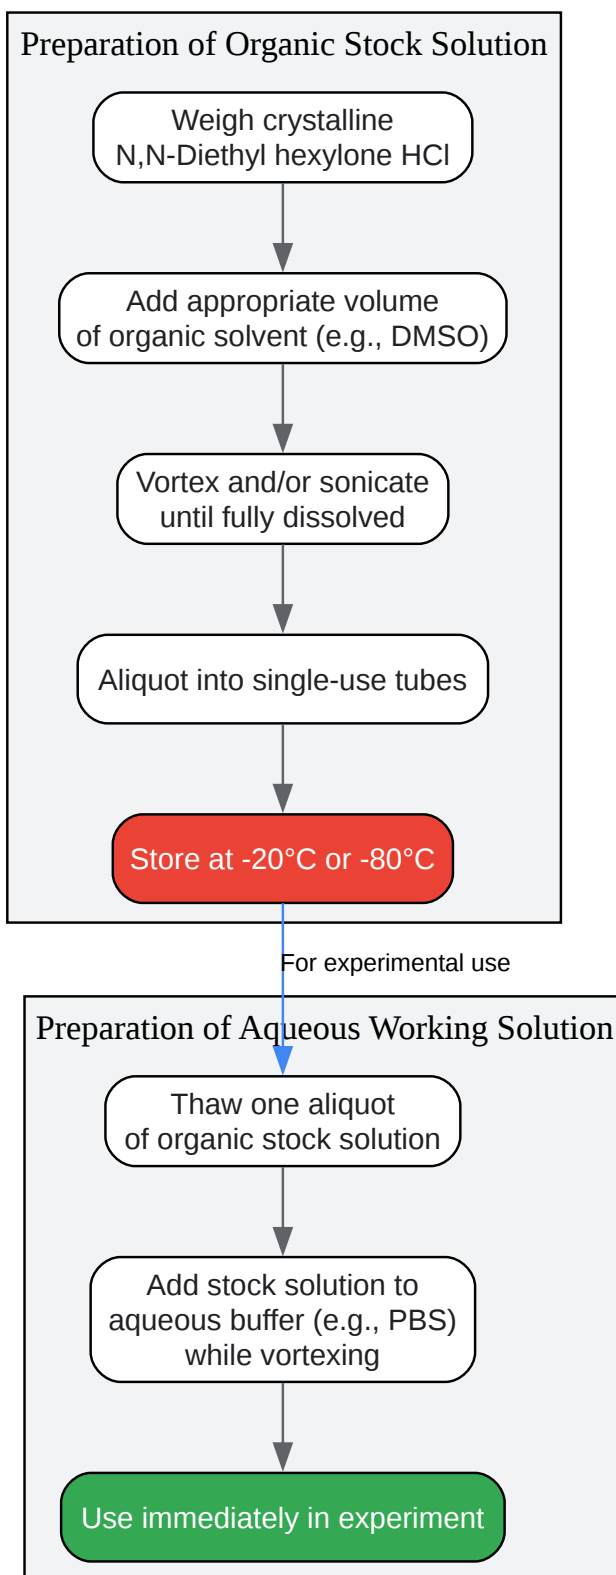 Preparation of Organic Stock Solution
Weigh crystalline
N,N-Diethyl hexylone HCl
Add appropriate volume
of organic solvent (e.g., DMSO)
Vortex and/or sonicate
until fully dissolved
Aliquot into single-use tubes
Store at -20°C or -80°C
For experimental use
Preparation of Aqueous Working Solution
Thaw one aliquot
of organic stock solution
Add stock solution to
aqueous buffer (e.g., PBS)
while vortexing
Use immediately in experiment